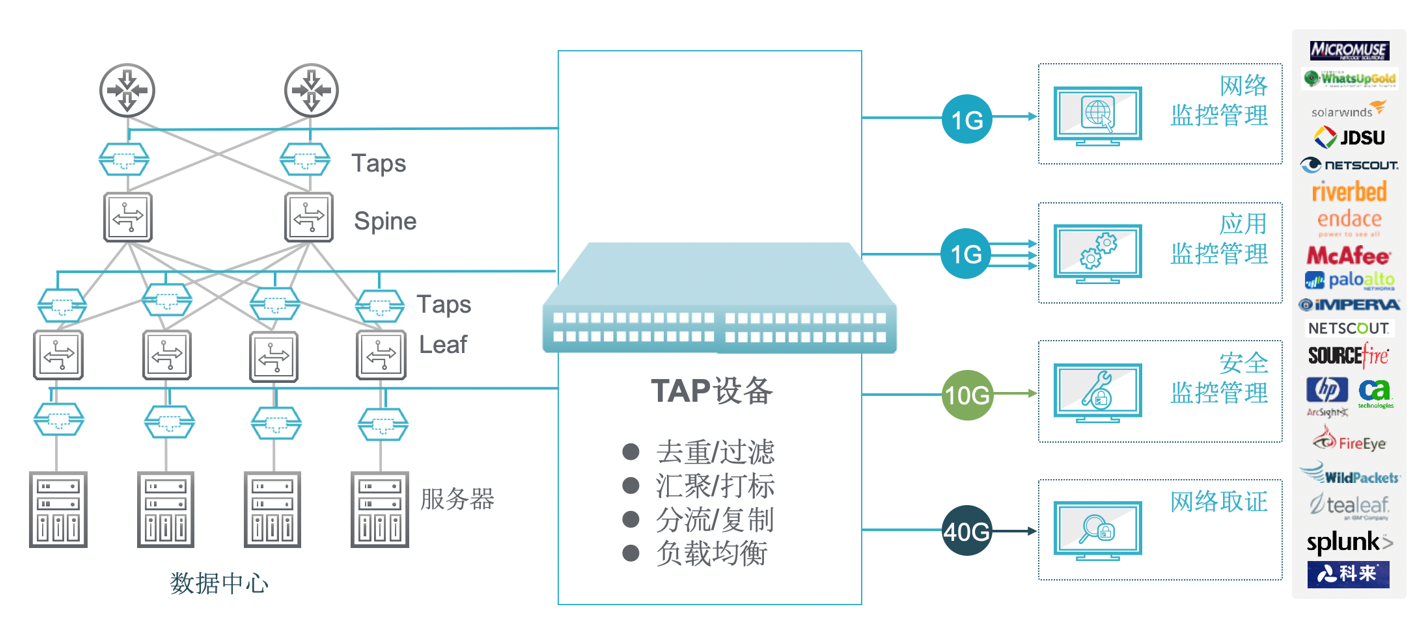 Taps
Spine
Taps
Leaf
服务器
数据中心
TAP设备
去重/过滤
汇聚/打标
分流/复制
负载均衡
1G
网络
监控管理
1G
应用
监控管理
10G
安全
监控管理
40G
网络取证
MICROMUSE
NETCOOL SOLUTIONS
WhatsUpGold
solarwinds
JDSU
NETSCOUT.
riverbed
endace
power to see all
McAfee
paloalto
NETWORKS
iMPERVA
NETSCOUT.
SOURCEfire
hp
ca
technologies
ArcSight
FireEye
WildPackets
tealeaf
an IBM Company
splunk>
科来